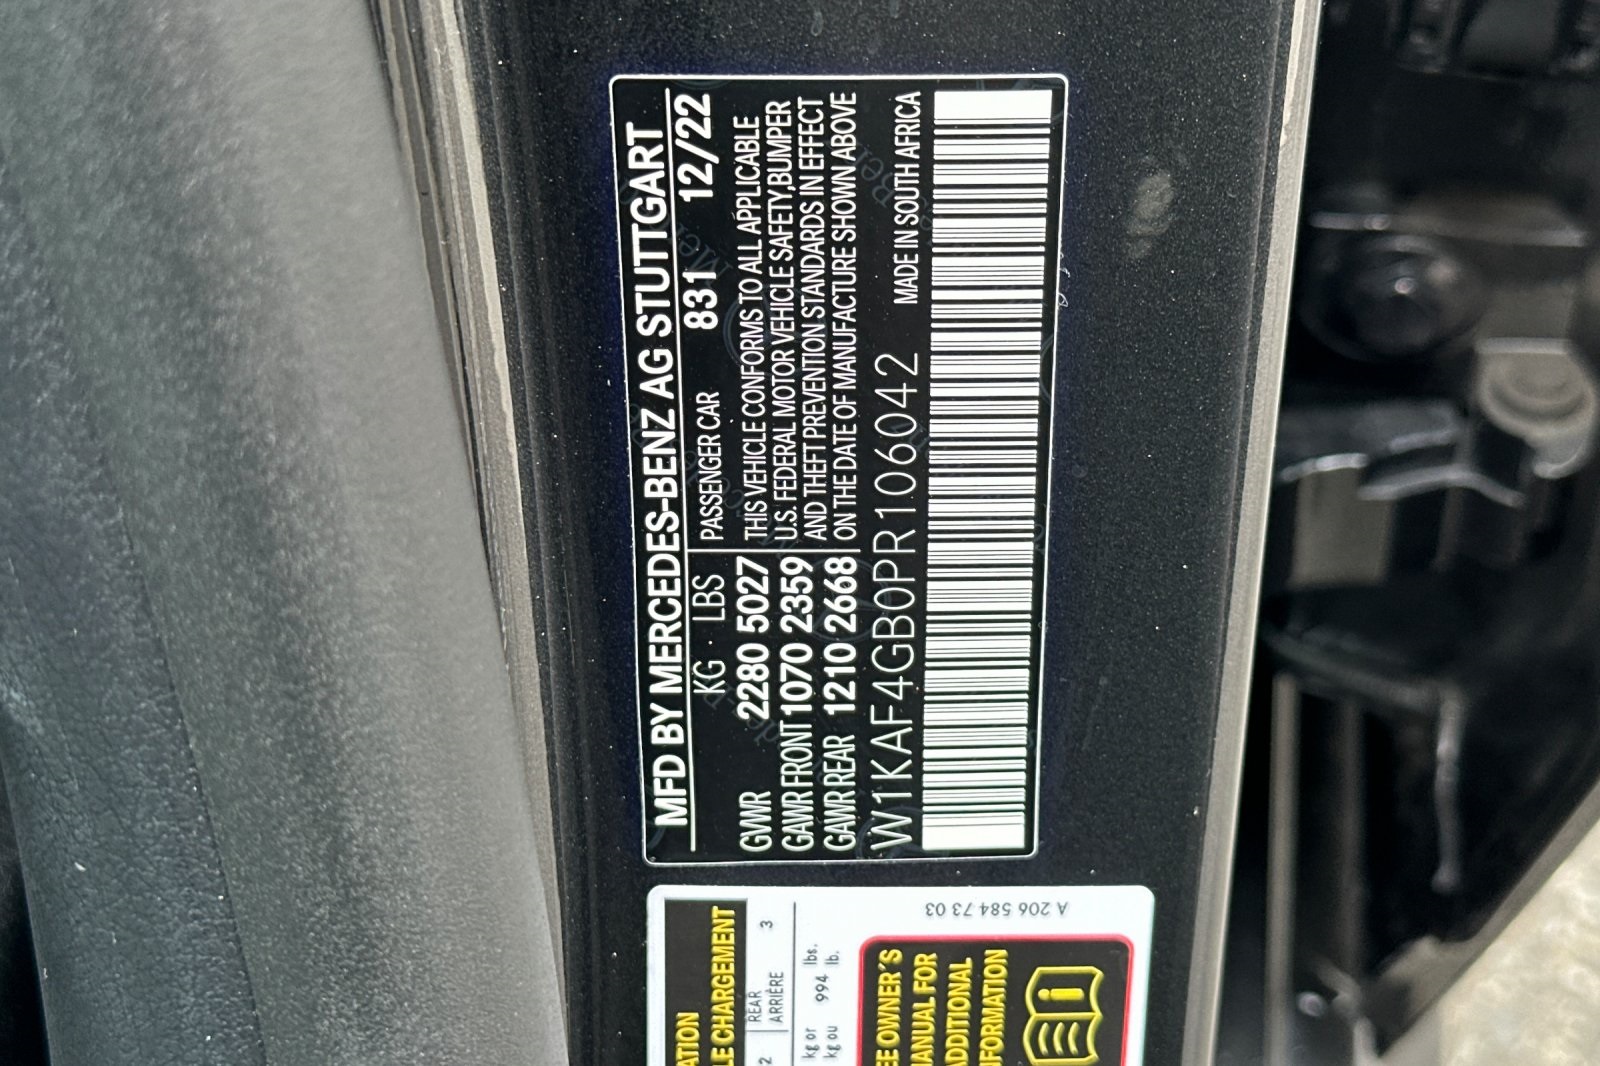 MFD BY MERCEDES-BENZ AG STUTTGART
KG · LBS
PASSENGER CAR 831 12/22
GVWR 2280 5027
GAWR FRONT 1070 2359
GAWR REAR 1210 2668
THIS VEHICLE CONFORMS TO ALL APPLICABLE
U.S. FEDERAL MOTOR VEHICLE SAFETY,BUMPER
AND THEFT PREVENTION STANDARDS IN EFFECT
ON THE DATE OF MANUFACTURE SHOWN ABOVE
W1KAF4GB0PR106042
MADE IN SOUTH AFRICA
CHARGEMENT
2 REAR 3
ARRIÈRE
kg or 994 lbs.
kg ou lb.
A 206 584 73 03
OWNER'S
MANUAL FOR
ADDITIONAL
INFORMATION